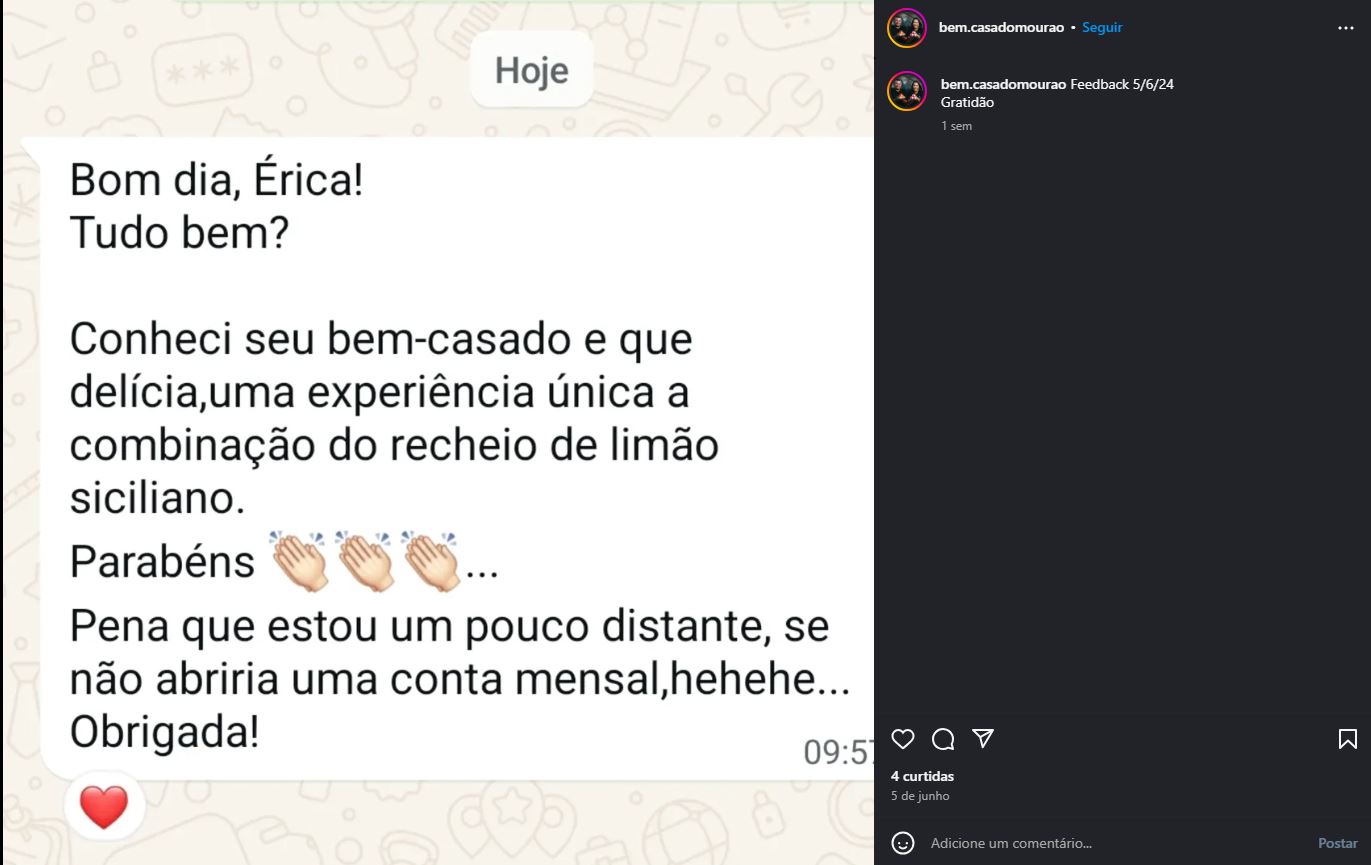 Hoje
Bom dia, Érica!
Tudo bem?
Conheci seu bem-casado e que
delícia,uma experiência única a
combinação do recheio de limão
siciliano.
Parabéns 👏🏻👏🏻👏🏻...
Pena que estou um pouco distante, se
não abriria uma conta mensal,hehehe...
Obrigada!
09:57
bem.casadomourao • Seguir
bem.casadomourao Feedback 5/6/24
Gratidão
1 sem
4 curtidas
5 de junho
Adicione um comentário...
Postar